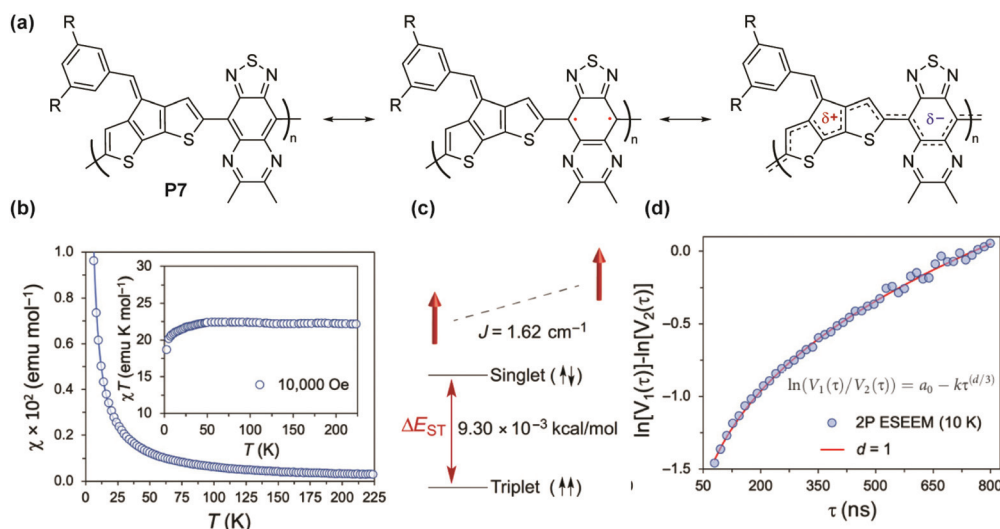 (a)
R
R
N
S
N
S
S
N
N
n
P7
R
R
N
S
N
S
S
N
N
n
R
R
N
S
N
δ+
δ−
S
S
N
N
n
(b)
χ × 10² (emu mol⁻¹)
1.0
0.8
0.6
0.4
0.2
0.0
0 25 50 75 100 125 150 175 200 225
T (K)
χT (emu K mol⁻¹)
30
25
20
15
10
10,000 Oe
0 50 100 150 200
T (K)
(c)
J = 1.62 cm⁻¹
Singlet (↑↓)
ΔE_ST
9.30 × 10⁻³ kcal/mol
Triplet (↑↑)
(d)
ln[V₁(τ)]-ln[V₂(τ)]
0.0
−0.5
−1.0
−1.5
ln(V₁(τ)/V₂(τ)) = a₀ − kτ^(d/3)
2P ESEEM (10 K)
d = 1
50 200 350 500 650 800
τ (ns)